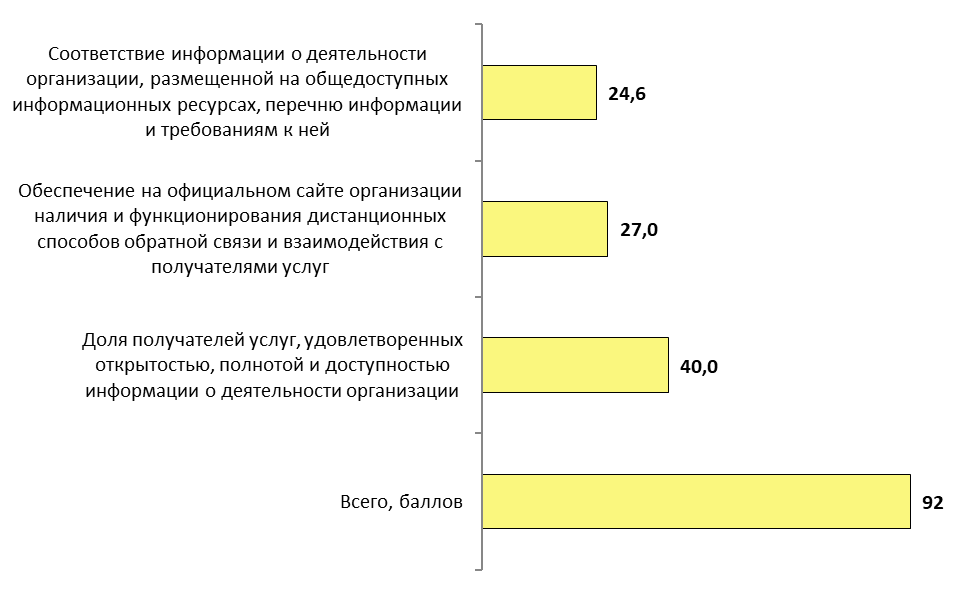 Соответствие информации о деятельности
организации, размещенной на общедоступных
информационных ресурсах, перечню информации
и требованиям к ней
24,6
Обеспечение на официальном сайте организации
наличия и функционирования дистанционных
способов обратной связи и взаимодействия с
получателями услуг
27,0
Доля получателей услуг, удовлетворенных
открытостью, полнотой и доступностью
информации о деятельности организации
40,0
Всего, баллов
92